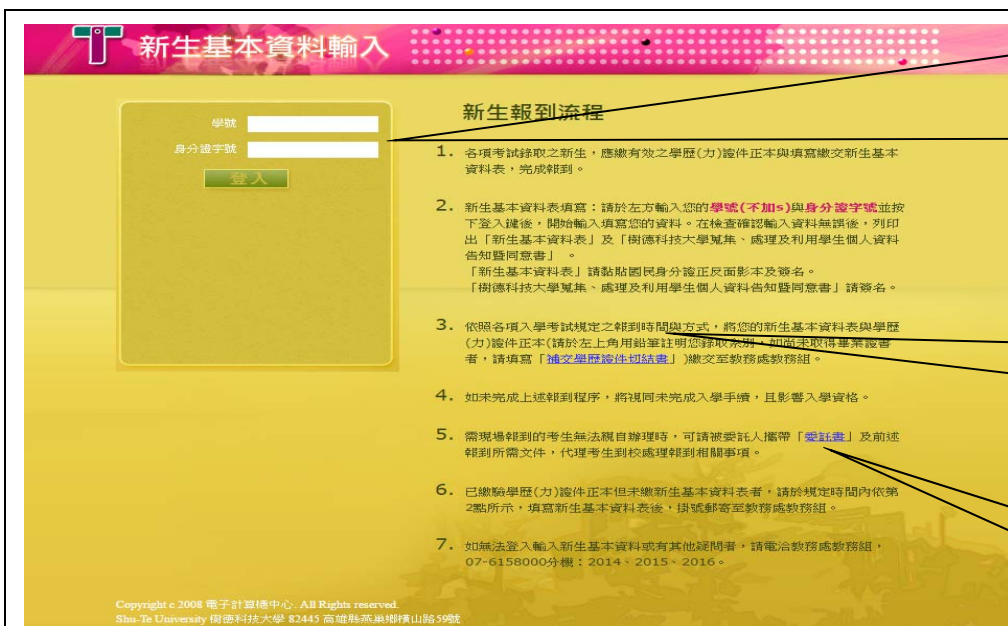 新生基本資料輸入
學號
身分證字號
登入
新生報到流程
1. 各項考試錄取之新生，應繳有效之學歷(力)證件正本與填寫繳交新生基本
資料表，完成報到。
2. 新生基本資料表填寫：請於左方輸入您的學號(不加s)與身分證字號並按
下登入鍵後，開始輸入填寫您的資料。在檢查確認輸入資料無誤後，列印
出「新生基本資料表」及「樹德科技大學蒐集、處理及利用學生個人資料
告知暨同意書」 。
「新生基本資料表」請黏貼國民身分證正反面影本及簽名。
「樹德科技大學蒐集、處理及利用學生個人資料告知暨同意書」請簽名。
3. 依照各項入學考試規定之報到時間與方式，將您的新生基本資料表與學歷
(力)證件正本(請於左上角用鉛筆註明您錄取系別，如尚未取得畢業證書
者，請填寫「補交學歷證件切結書」)繳交至教務處教務組。
4. 如未完成上述報到程序，將視同未完成入學手續，且影響入學資格。
5. 需現場報到的考生無法親自辦理時，可請被委託人攜帶「委託書」及前述
報到所需文件，代理考生到校處理報到相關事項。
6. 已繳驗學歷(力)證件正本但未繳新生基本資料表者，請於規定時間內依第
2點所示，填寫新生基本資料表後，掛號郵寄至教務處教務組。
7. 如無法登入輸入新生基本資料或有其他疑問者，請電洽教務處教務組，
07-6158000分機：2014、2015、2016。
Copyright c 2008 電子計算機中心. All Rights reserved.
Shu-Te University 樹德科技大學 82445 高雄縣燕巢鄉橫山路59號